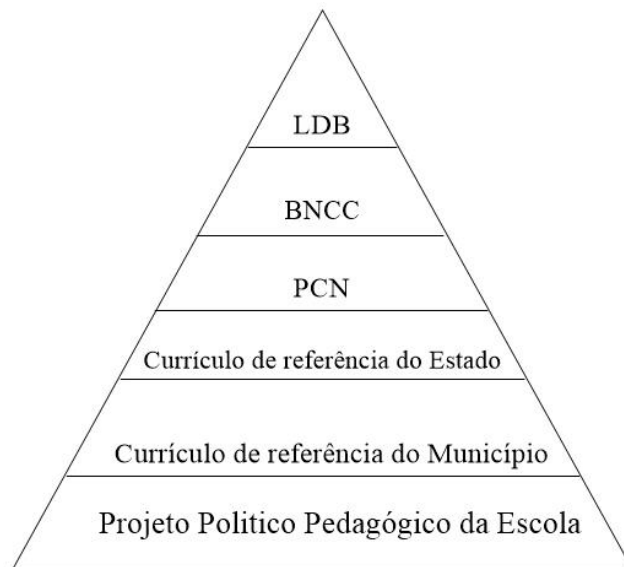 LDB
BNCC
PCN
Currículo de referência do Estado
Currículo de referência do Município
Projeto Politico Pedagógico da Escola